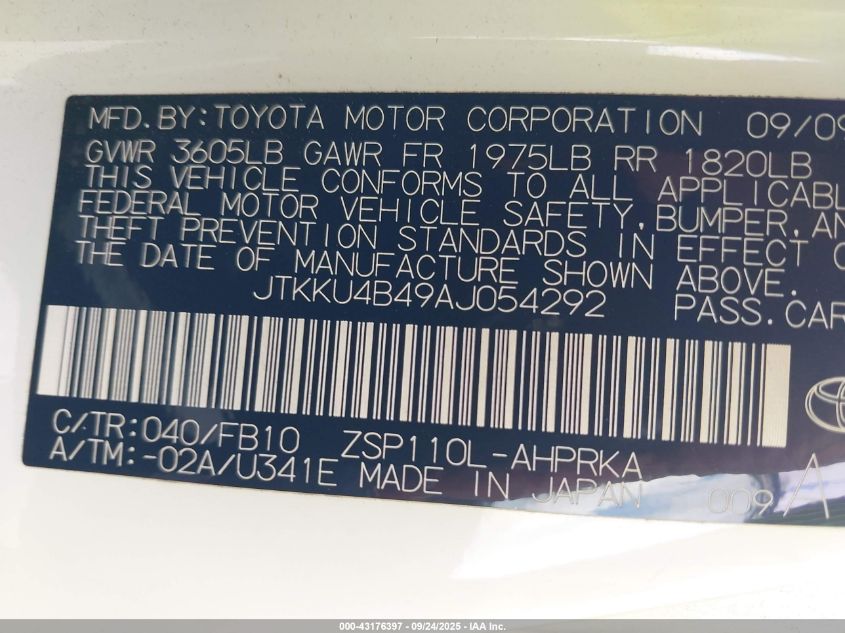 MFD.BY:TOYOTA MOTOR CORPORATION 09/09
GVWR 3605LB GAWR FR 1975LB RR 1820LB
THIS VEHICLE CONFORMS TO ALL APPLICABL
FEDERAL MOTOR VEHICLE SAFETY, BUMPER, AN
THEFT PREVENTION STANDARDS IN EFFECT O
THE DATE OF MANUFACTURE SHOWN ABOVE.
JTKKU4B49AJ054292 PASS.CAR
C/TR:040/FB10 ZSP110L-AHPRKA
A/TM:-02A/U341E MADE IN JAPAN 009 A
000-43176397 - 09/24/2025 - IAA Inc.